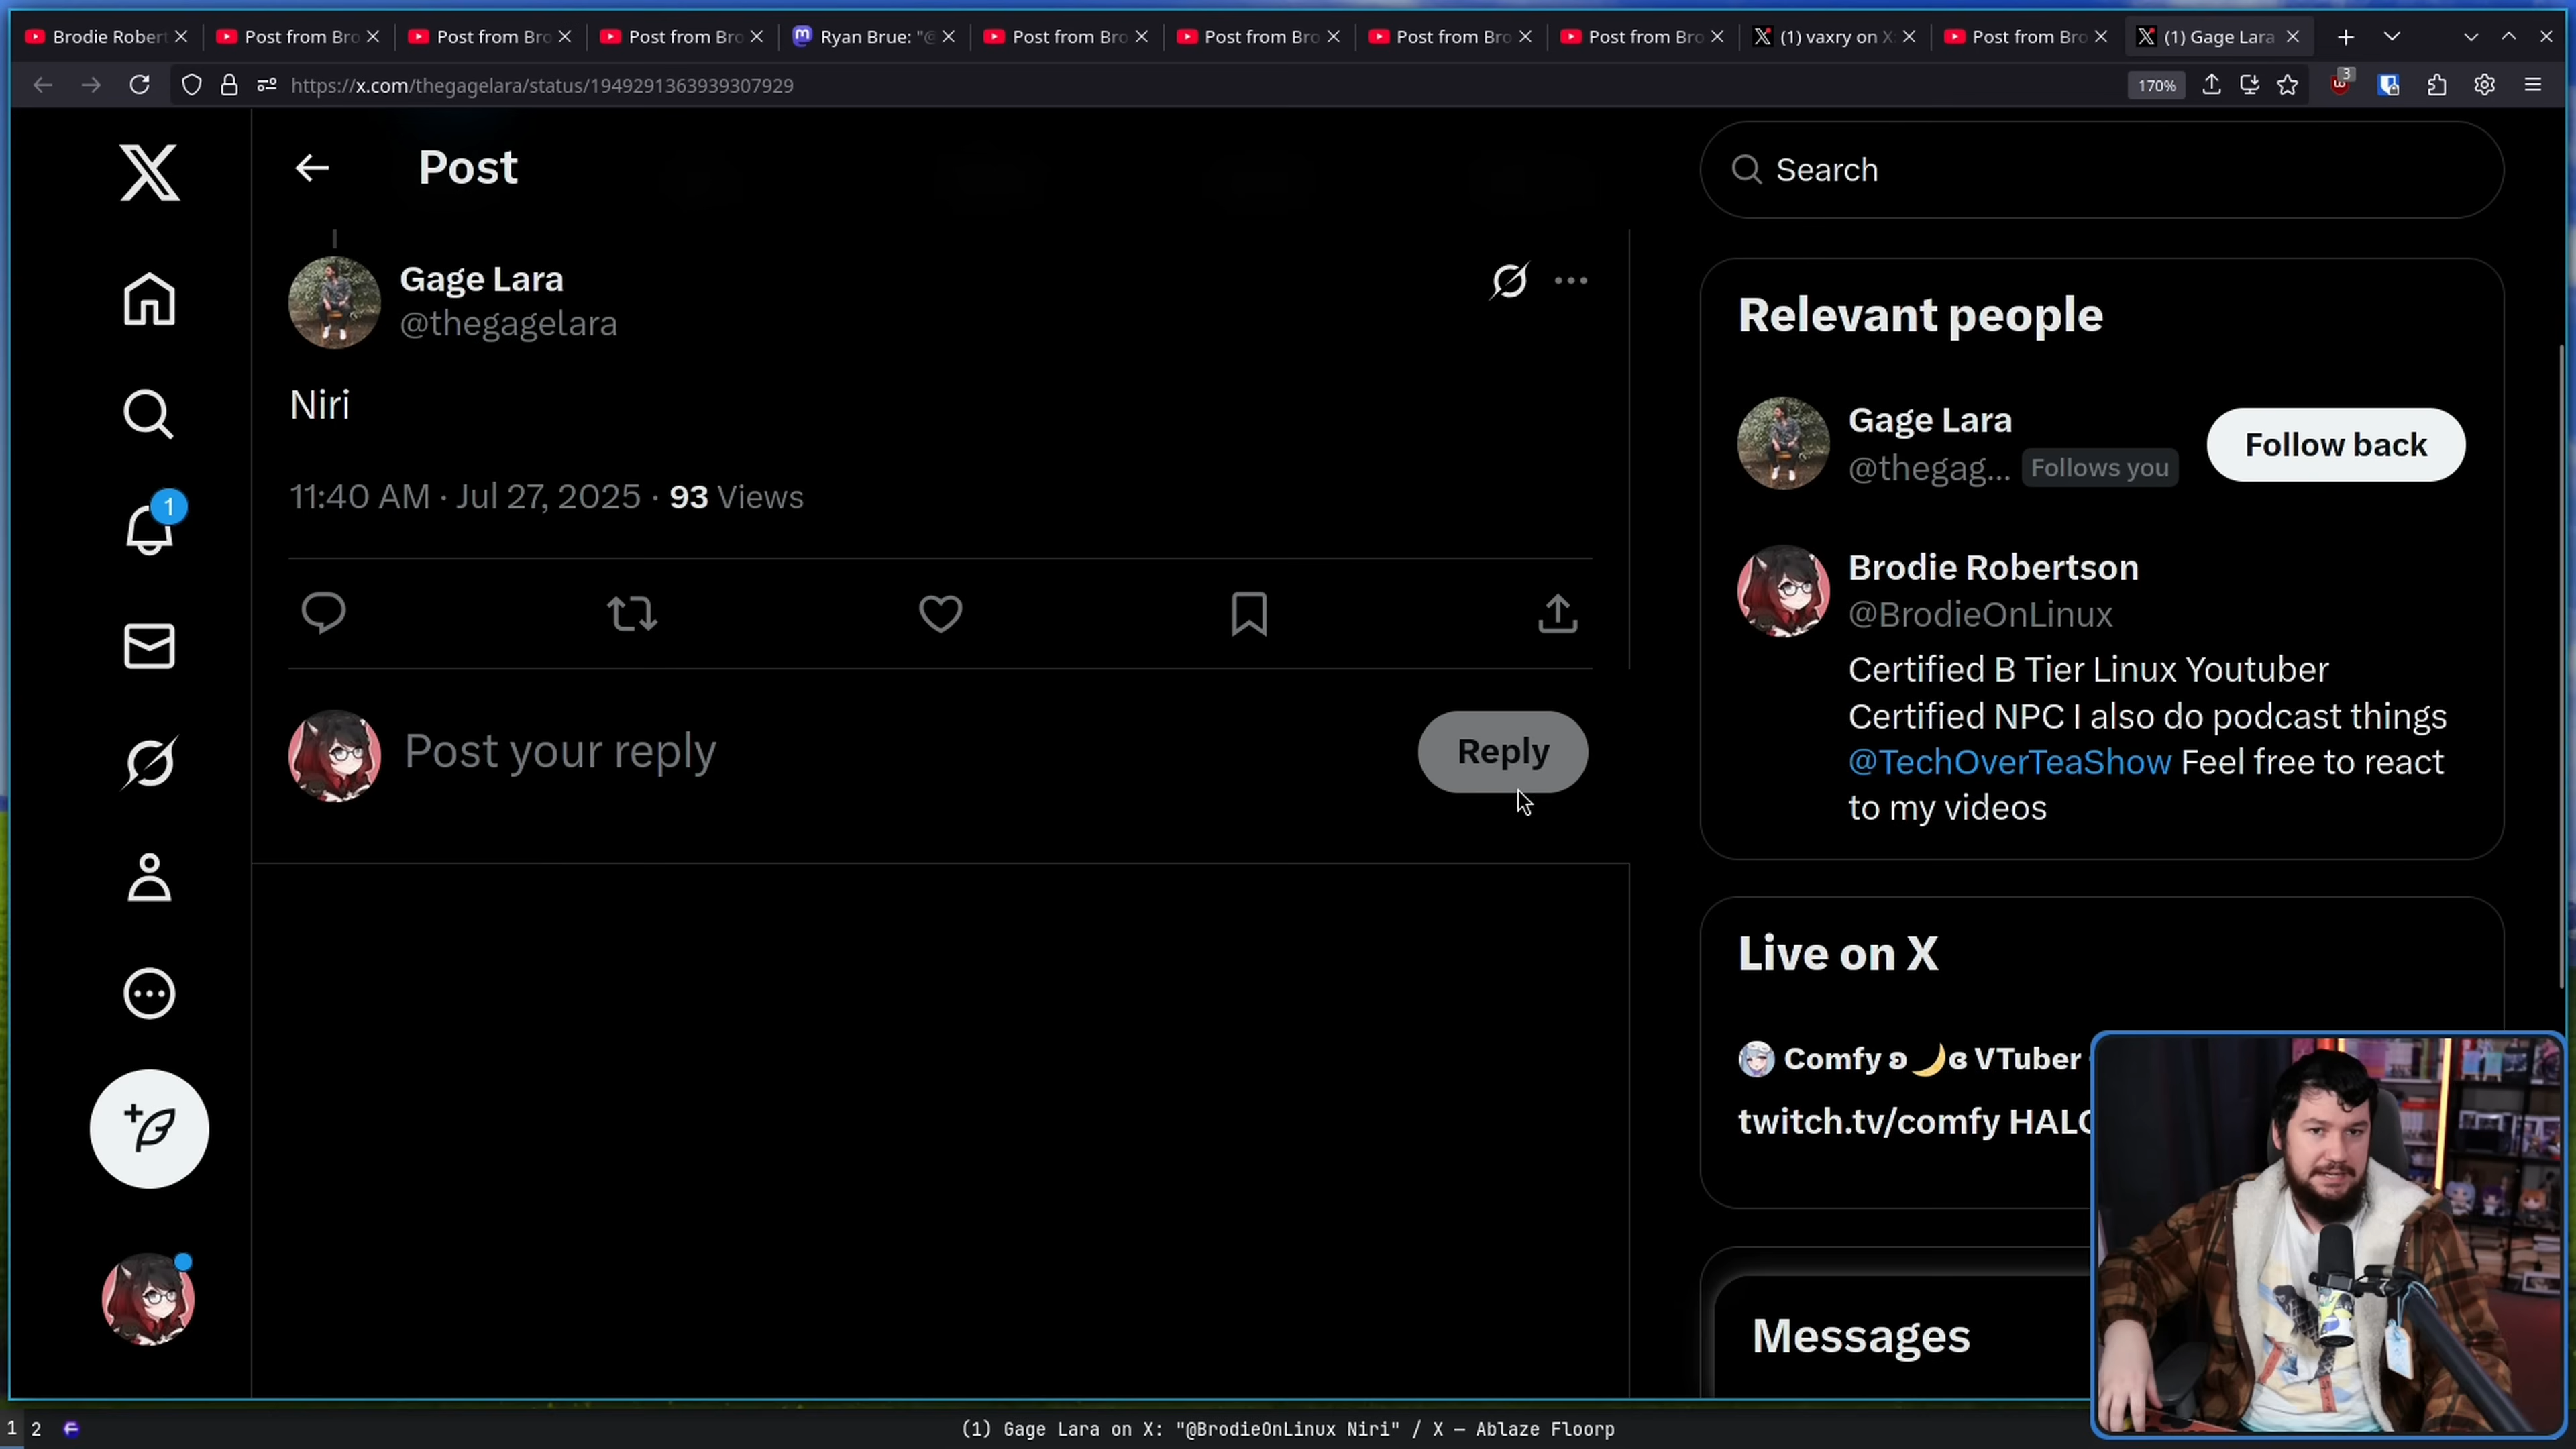 Brodie Robert
Post from Bro
Post from Bro
Post from Bro
Ryan Brue: "@
Post from Bro
Post from Bro
Post from Bro
Post from Bro
(1) vaxry on X:
Post from Bro
(1) Gage Lara
https://x.com/thegagelara/status/1949291363939307929
170%
3
Post
Search
Gage Lara
@thegagelara
Niri
11:40 AM · Jul 27, 2025 · 93 Views
1
Post your reply
Reply
Relevant people
Gage Lara
@thegag... Follows you
Follow back
Brodie Robertson
@BrodieOnLinux
Certified B Tier Linux Youtuber
Certified NPC I also do podcast things
@TechOverTeaShow Feel free to react
to my videos
Live on X
Comfy ʚ🌙ɞ VTuber
twitch.tv/comfy HALO
Messages
1 2
(1) Gage Lara on X: "@BrodieOnLinux Niri" / X — Ablaze Floorp